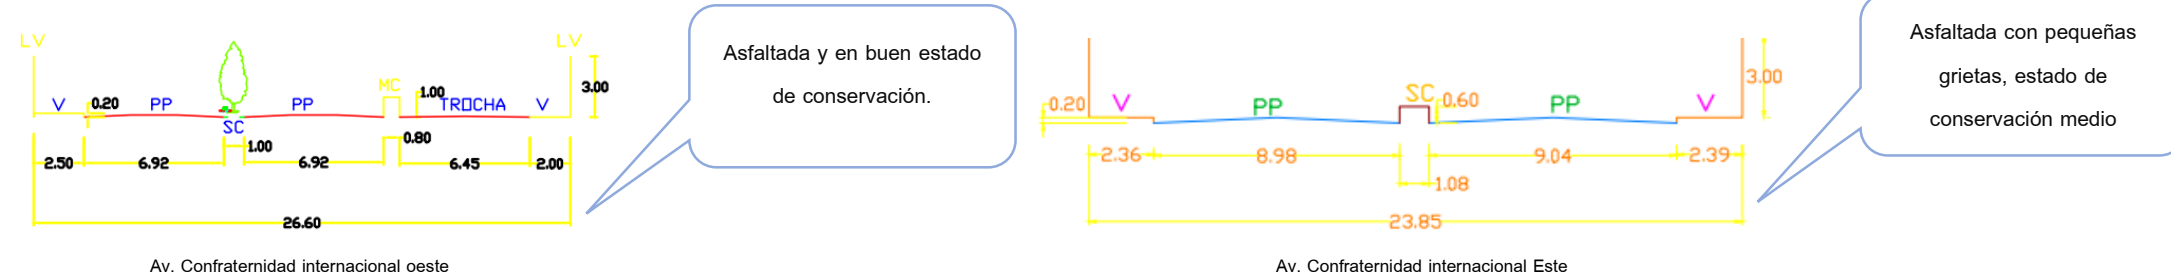 LV
LV
MC
V
0.20
PP
PP
1.00
TROCHA
V
3.00
SC
1.00
0.80
2.50
6.92
6.92
6.45
2.00
26.60
Av. Confraternidad internacional oeste
Asfaltada y en buen estado
de conservación.
3.00
0.20
V
PP
SC
0.60
PP
V
2.36
8.98
9.04
2.39
1.08
23.85
Av. Confraternidad internacional Este
Asfaltada con pequeñas
grietas, estado de
conservación medio